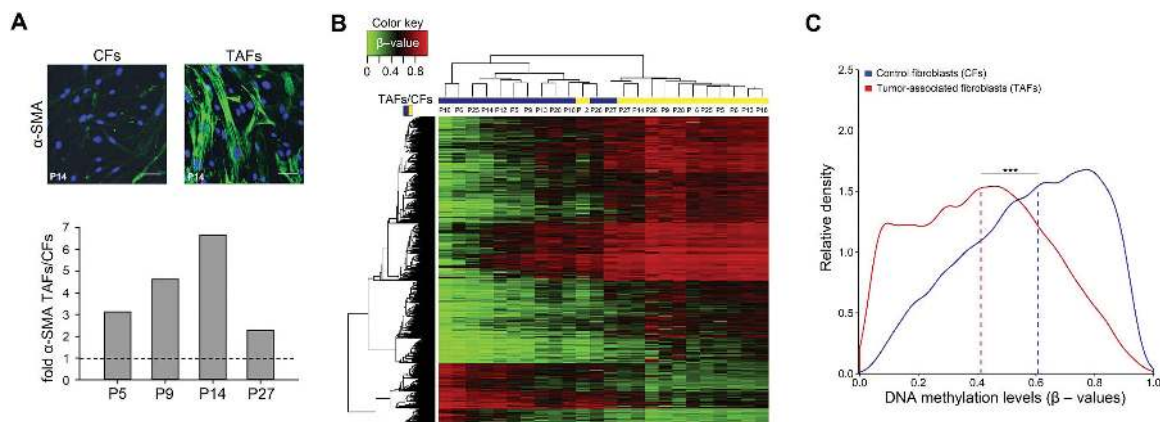 A
CFs
TAFs
α-SMA
P14
P14
fold α-SMA TAFs/CFs
7
6
5
4
3
2
1
0
P5
P9
P14
P27
B
Color key
β–value
0
0.4
0.8
TAFs/CFs
C
2.5
2.0
1.5
1.0
0.5
0.0
Relative density
Control fibroblasts (CFs)
Tumor-associated fibroblasts (TAFs)
***
0.0 0.2 0.4 0.6 0.8 1.0
DNA methylation levels (β – values)